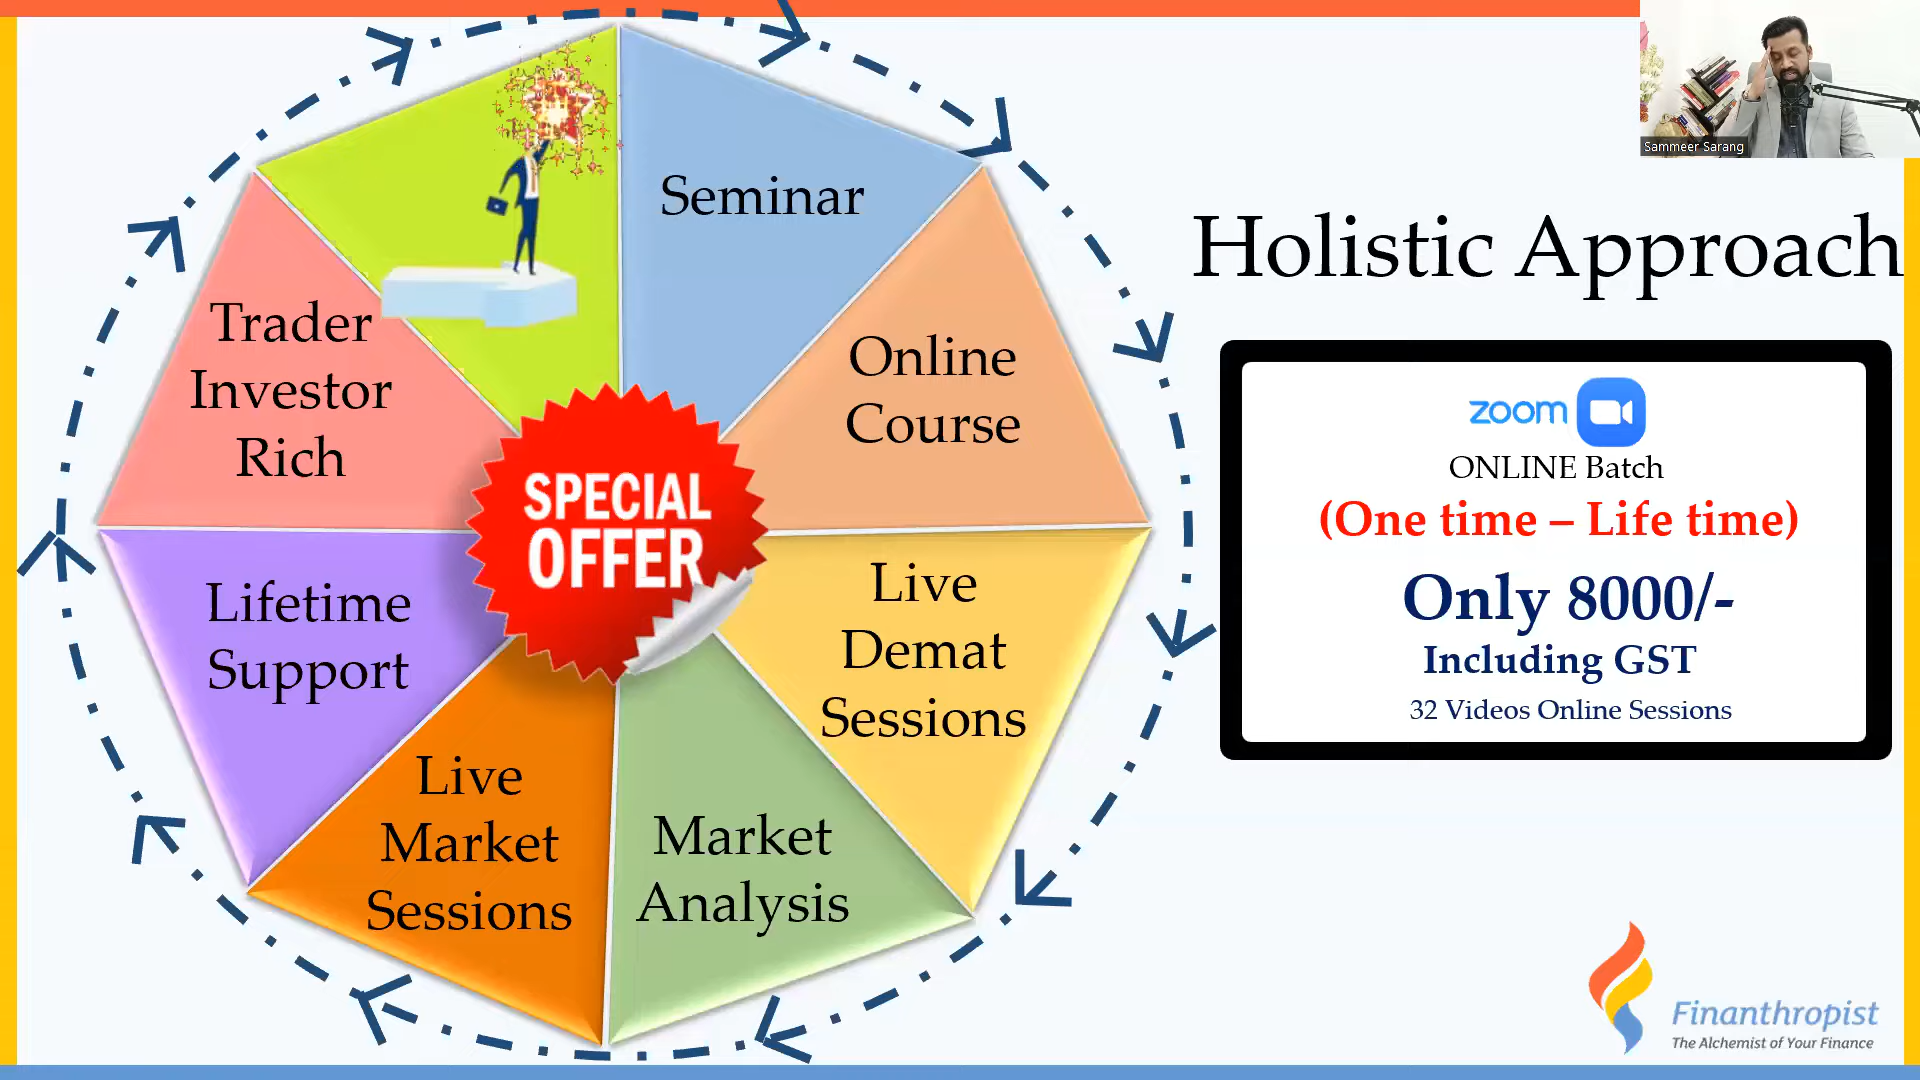 Sammeer Sarang
Holistic Approach
Seminar
Online
Course
Live
Demat
Sessions
Market
Analysis
Live
Market
Sessions
Lifetime
Support
Trader
Investor
Rich
SPECIAL
OFFER
zoom
ONLINE Batch
(One time – Life time)
Only 8000/-
Including GST
32 Videos Online Sessions
Finanthropist
The Alchemist of Your Finance